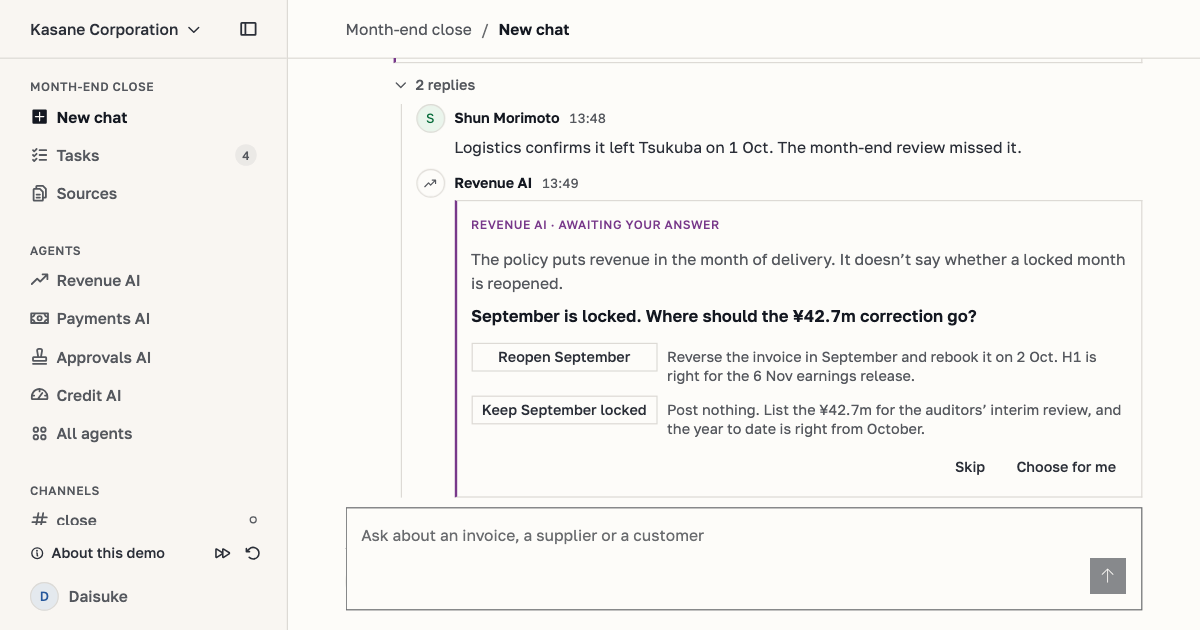 Kasane Corporation
MONTH-END CLOSE
New chat
Tasks
4
Sources
AGENTS
Revenue AI
Payments AI
Approvals AI
Credit AI
All agents
CHANNELS
close
About this demo
D
Daisuke
Month-end close / New chat
2 replies
S
Shun Morimoto 13:48
Logistics confirms it left Tsukuba on 1 Oct. The month-end review missed it.
Revenue AI 13:49
REVENUE AI · AWAITING YOUR ANSWER
The policy puts revenue in the month of delivery. It doesn’t say whether a locked month
is reopened.
September is locked. Where should the ¥42.7m correction go?
Reopen September
Reverse the invoice in September and rebook it on 2 Oct. H1 is
right for the 6 Nov earnings release.
Keep September locked
Post nothing. List the ¥42.7m for the auditors’ interim review, and
the year to date is right from October.
Skip
Choose for me
Ask about an invoice, a supplier or a customer